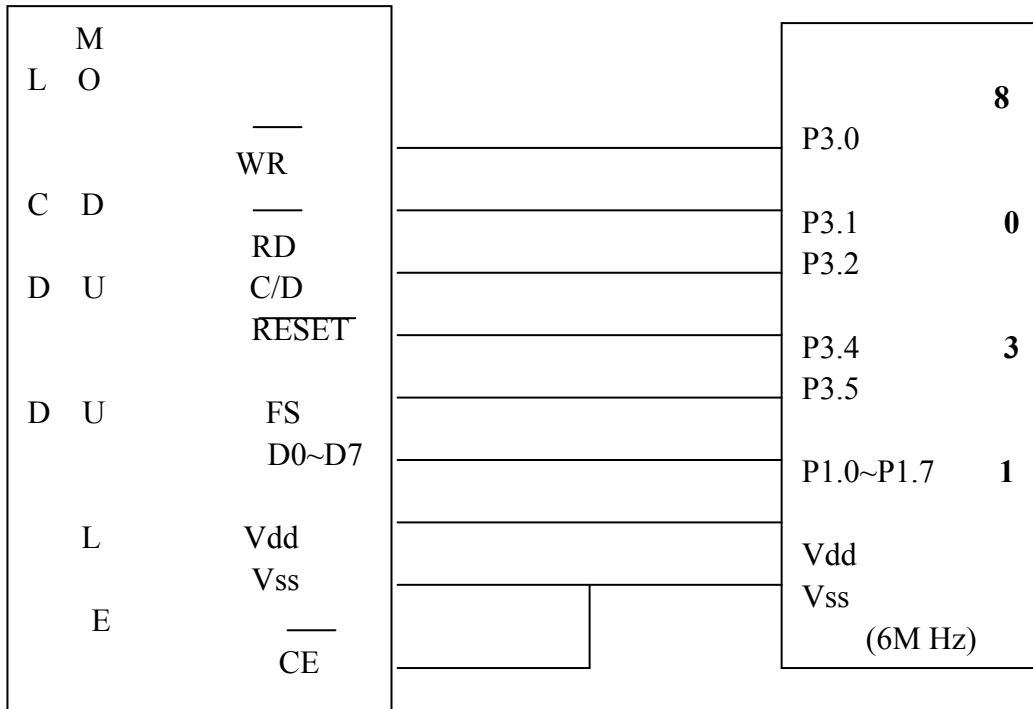 M
L O
8
P3.0
WR
C D
P3.1 0
RD
P3.2
D U C/D
RESET
P3.4 3
P3.5
D U FS
D0~D7
P1.0~P1.7 1
L Vdd
Vdd
Vss
Vss
E
(6M Hz)
CE